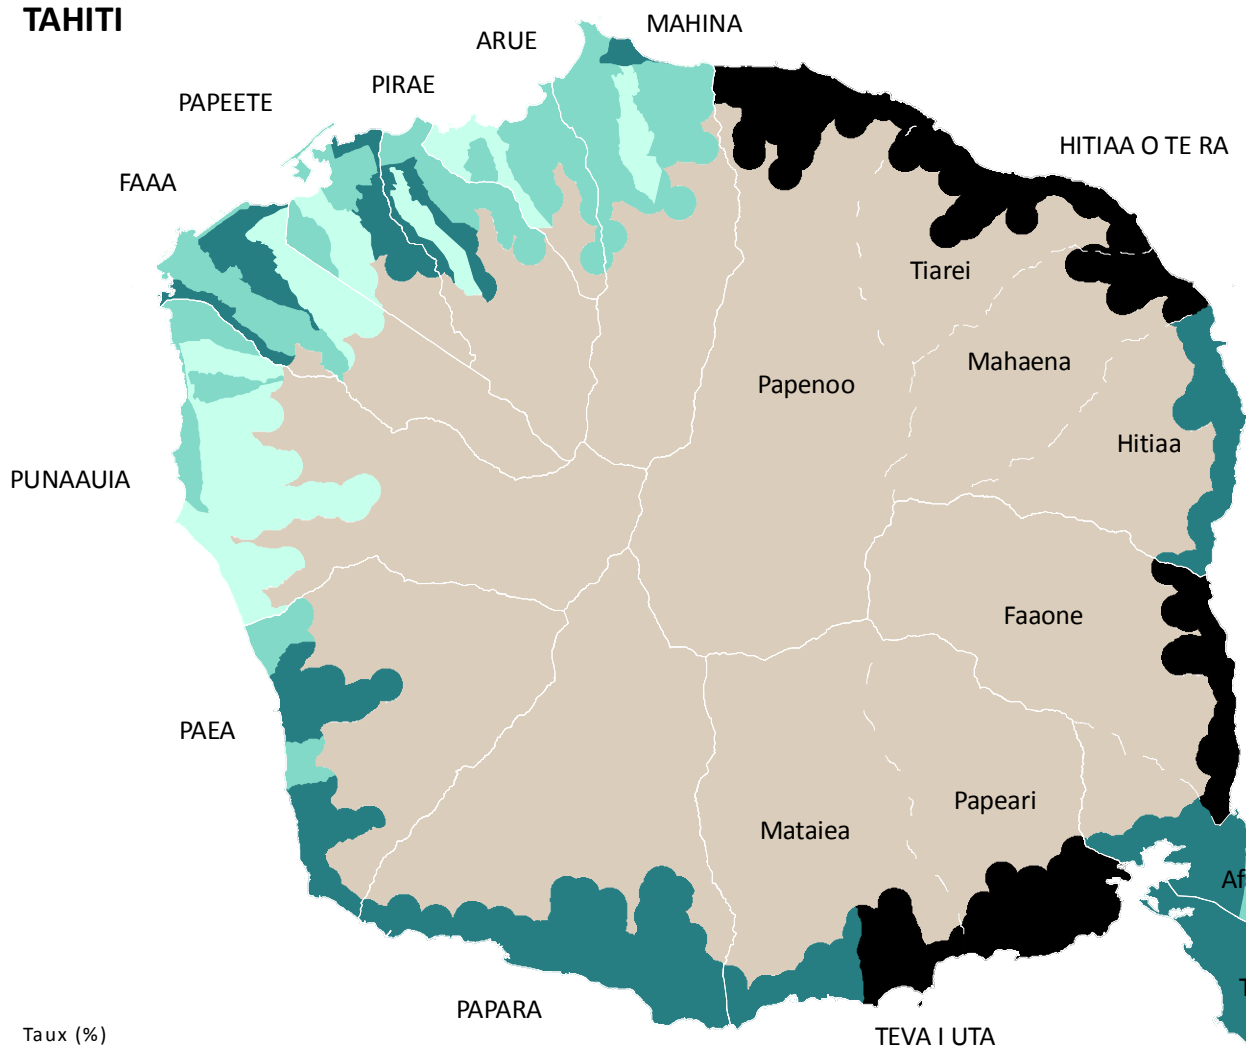 TAHITI
MAHINA
ARUE
PIRAE
PAPEETE
HITIAA O TE RA
FAAA
Tiarei
Mahaena
Papenoo
Hitiaa
PUNAAUIA
Faaone
PAEA
Papeari
Mataiea
Af
T
PAPARA
TEVA I UTA
Taux (%)